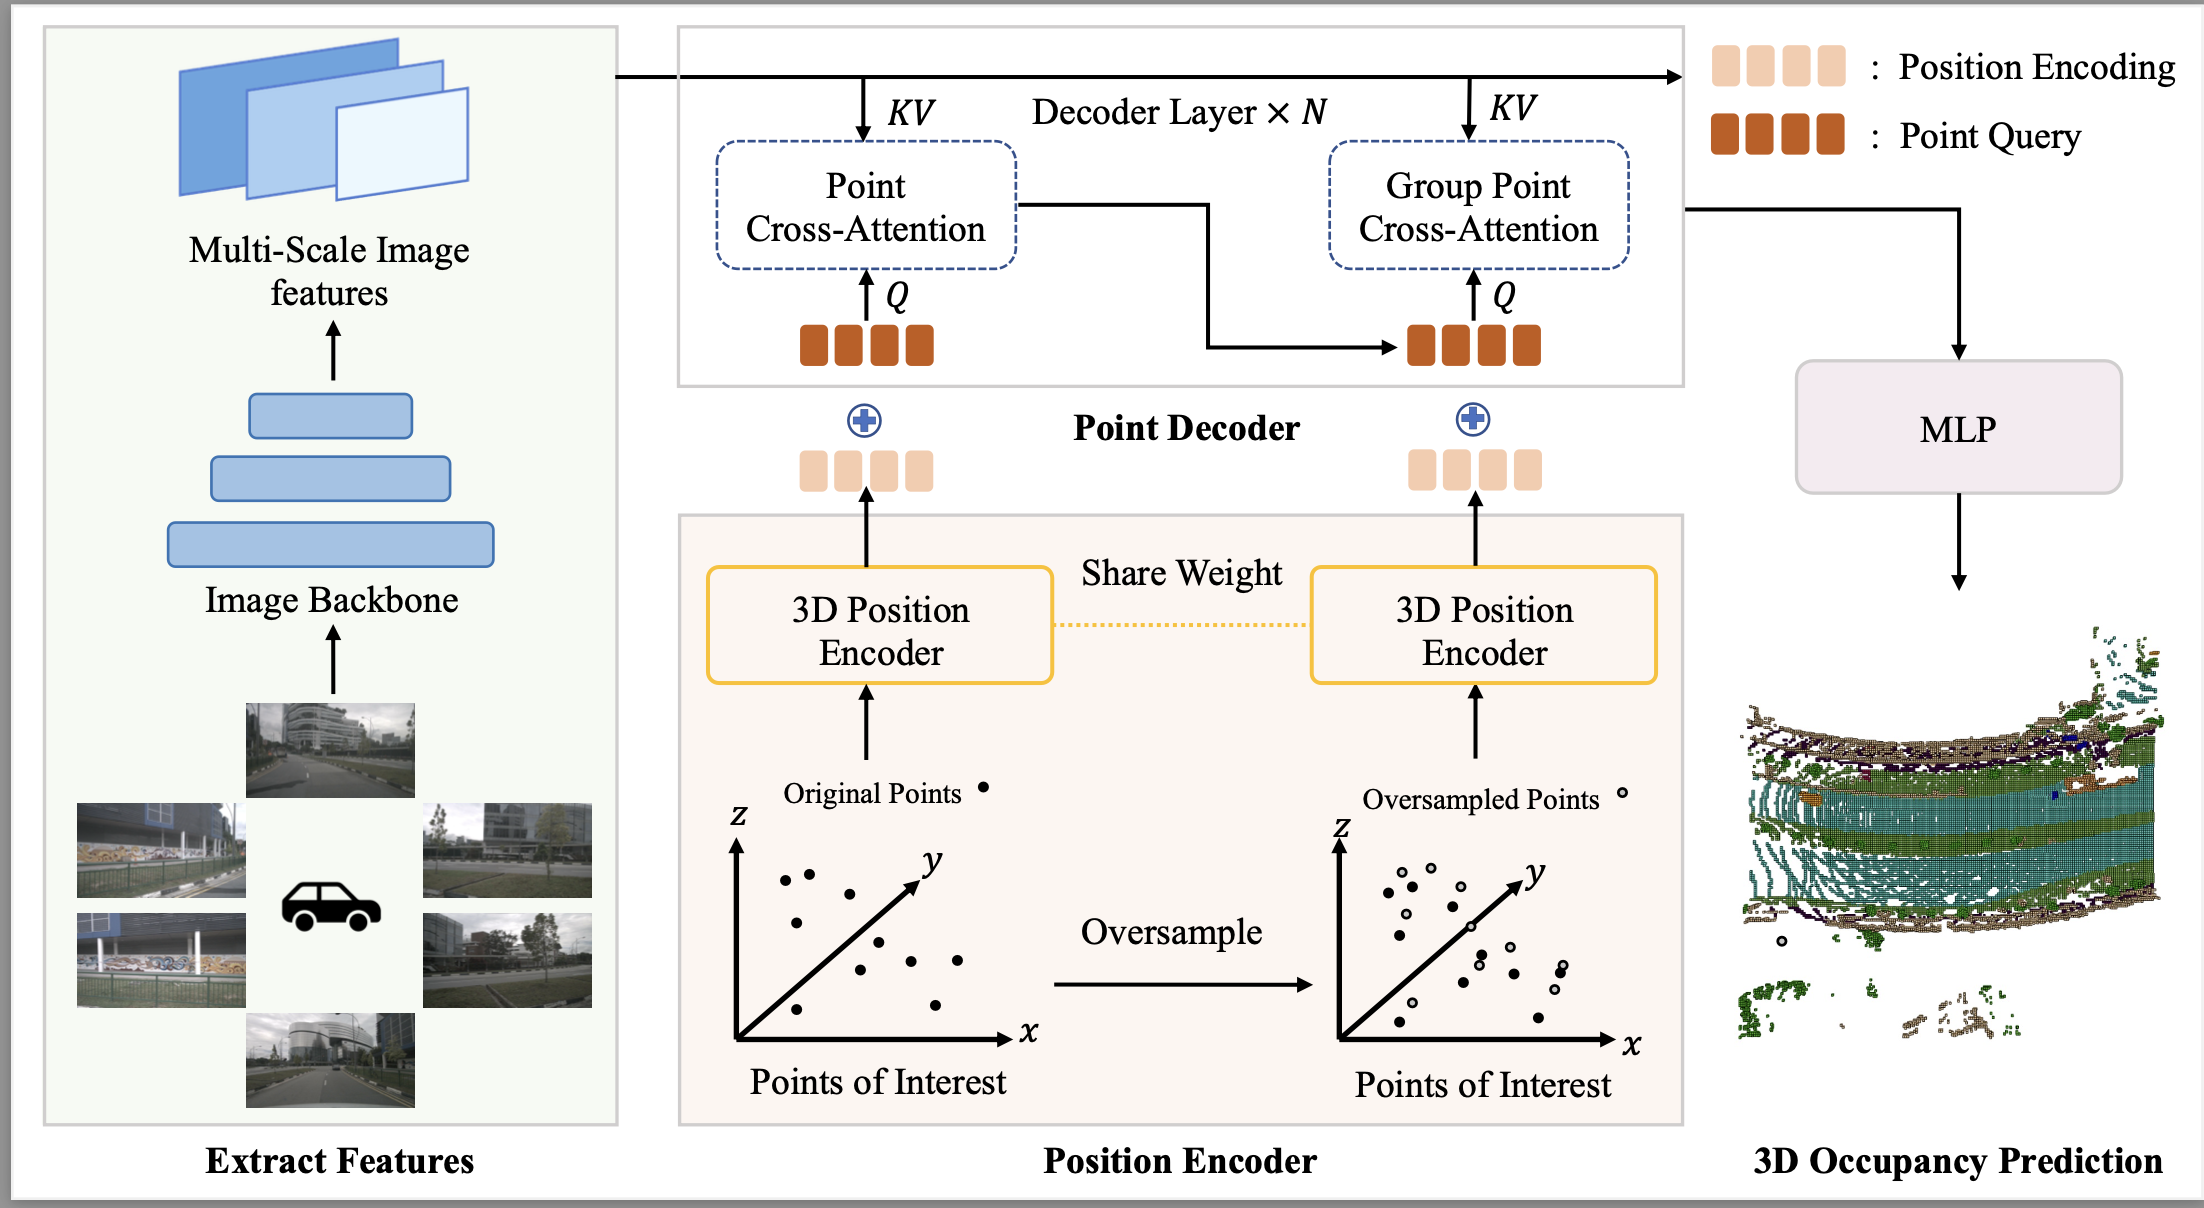 Multi-Scale Image
features
Image Backbone
Extract Features
KV
Decoder Layer × N
KV
Point
Cross-Attention
Group Point
Cross-Attention
Q
Q
Point Decoder
3D Position
Encoder
Share Weight
3D Position
Encoder
Original Points
Oversampled Points
z
y
x
Points of Interest
Oversample
z
y
x
Points of Interest
Position Encoder
: Position Encoding
: Point Query
MLP
3D Occupancy Prediction